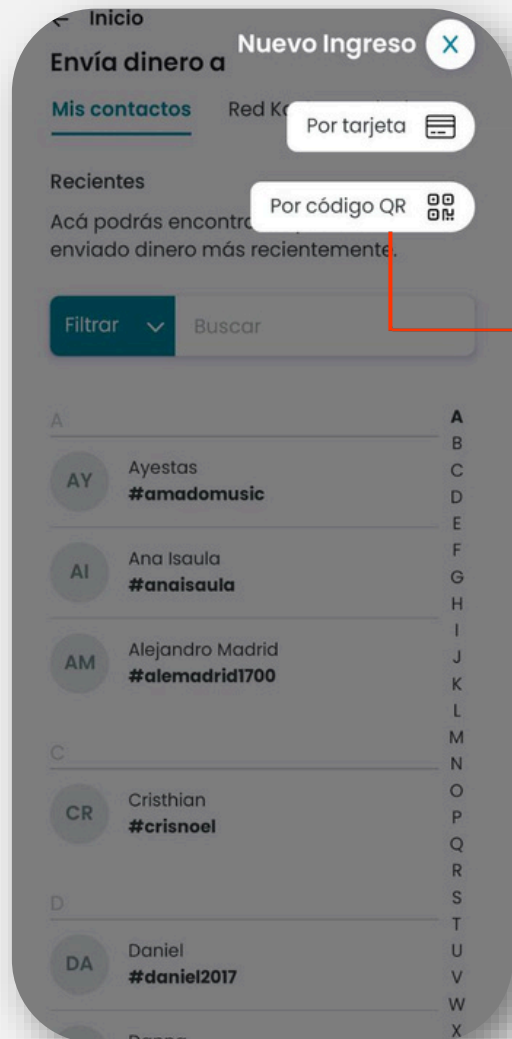 ← Inicio
Nuevo Ingreso X
Envía dinero a
Mis contactos Red
Por tarjeta
Recientes
Por código QR
Acá podrás
enviado dinero más recientemente.
Filtrar Buscar
A
A
B
C
D
E
F
G
H
I
J
K
L
M
N
O
P
Q
R
S
T
U
V
W
X
AY Ayestas
#amadomusic
AI Ana Isaula
#anaisaula
AM Alejandro Madrid
#alemadrid1700
C
CR Cristhian
#crisnoel
D
DA Daniel
#daniel2017